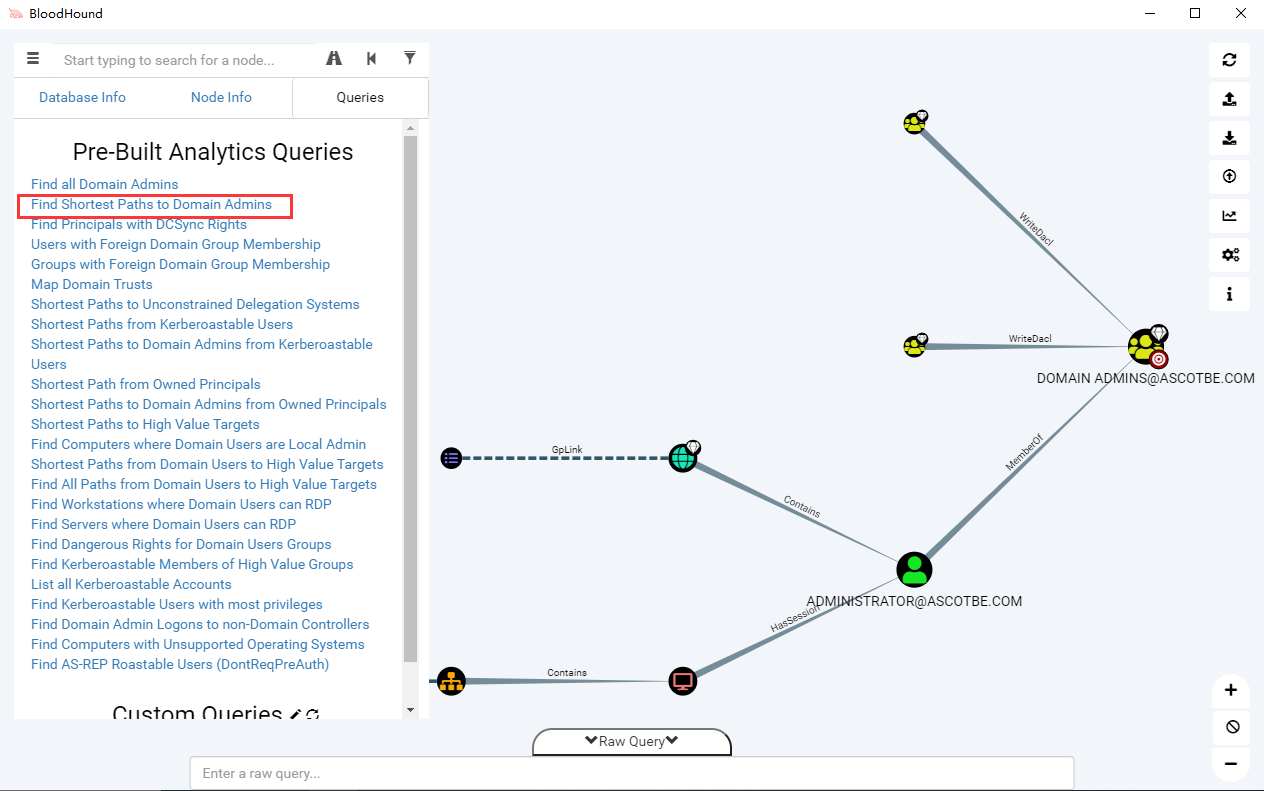 BloodHound
Start typing to search for a node...
Database Info
Node Info
Queries
Pre-Built Analytics Queries
Find all Domain Admins
Find Shortest Paths to Domain Admins
Find Principals with DCSync Rights
Users with Foreign Domain Group Membership
Groups with Foreign Domain Group Membership
Map Domain Trusts
Shortest Paths to Unconstrained Delegation Systems
Shortest Paths from Kerberoastable Users
Shortest Paths to Domain Admins from Kerberoastable
Users
Shortest Path from Owned Principals
Shortest Paths to Domain Admins from Owned Principals
Shortest Paths to High Value Targets
Find Computers where Domain Users are Local Admin
Shortest Paths from Domain Users to High Value Targets
Find All Paths from Domain Users to High Value Targets
Find Workstations where Domain Users can RDP
Find Servers where Domain Users can RDP
Find Dangerous Rights for Domain Users Groups
Find Kerberoastable Members of High Value Groups
List all Kerberoastable Accounts
Find Kerberoastable Users with most privileges
Find Domain Admin Logons to non-Domain Controllers
Find Computers with Unsupported Operating Systems
Find AS-REP Roastable Users (DontReqPreAuth)
Custom Queries
WriteDacl
WriteDacl
DOMAIN ADMINS@ASCOTBE.COM
MemberOf
GpLink
Contains
ADMINISTRATOR@ASCOTBE.COM
HasSession
Contains
Raw Query
Enter a raw query...